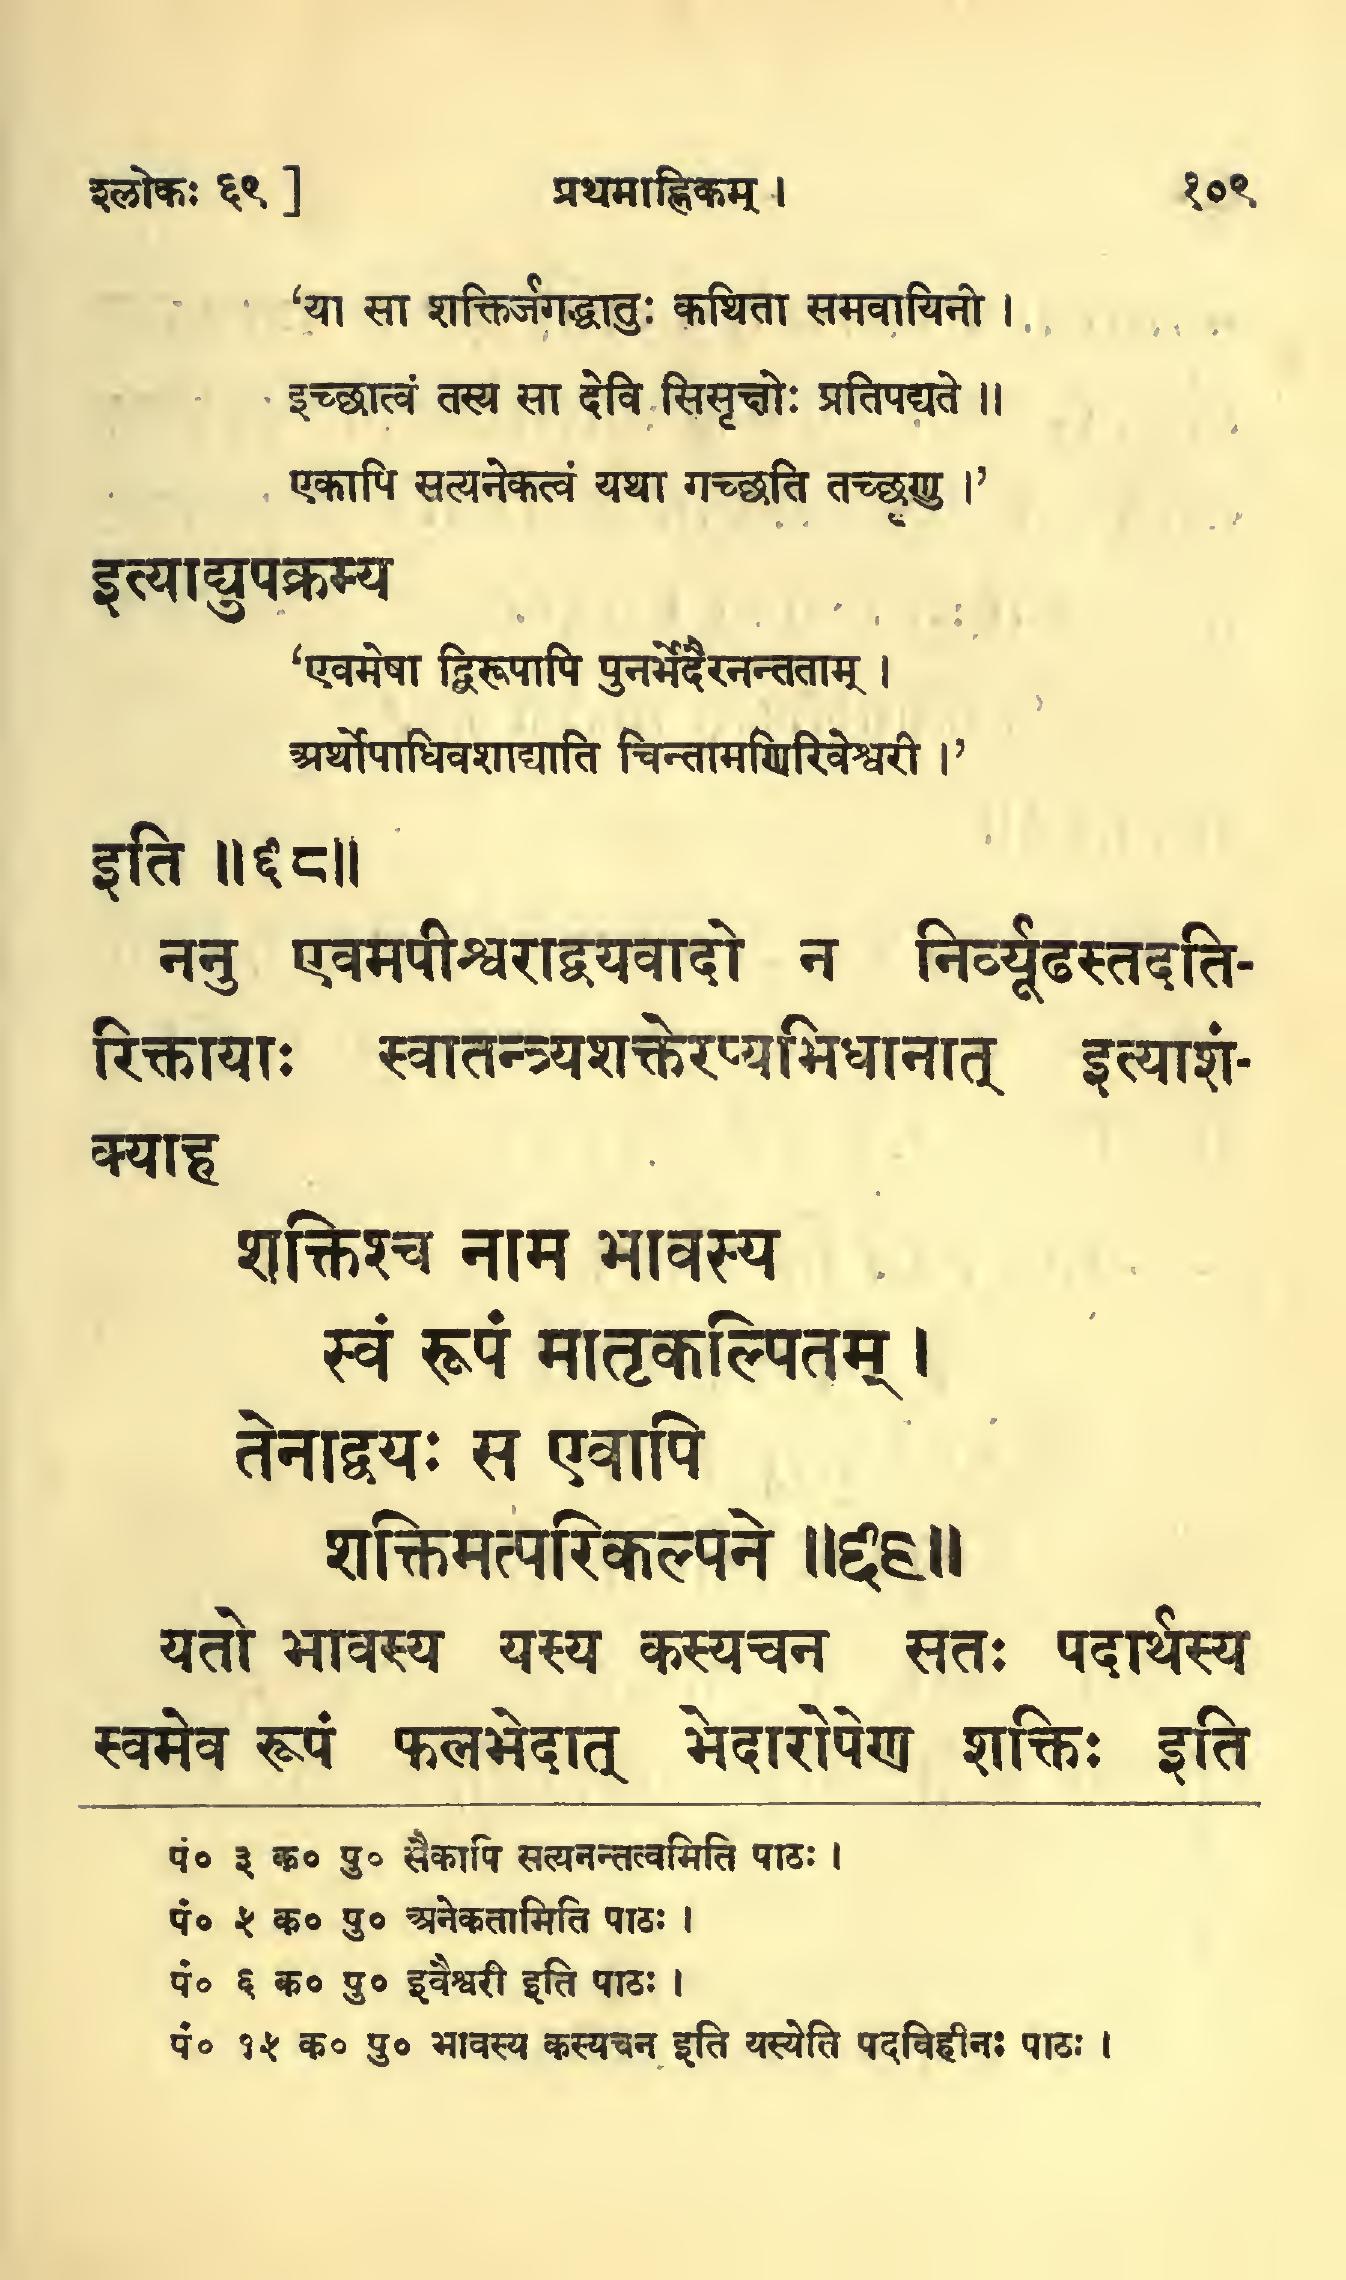 श्लोकः ६९ ] प्रथमाह्निकम् । १०९
‘या सा शक्तिर्जगद्धातुः कथिता समवायिनी ।
इच्छात्वं तस्य सा देवि सिसृक्षोः प्रतिपद्यते ॥
एकापि सत्यनेकत्वं यथा गच्छति तच्छृणु ।’
इत्याद्युपक्रम्य
‘एवमेषा द्विरूपापि पुनर्भेदैरनन्तताम् ।
अर्थोपाधिवशाद्याति चिन्तामणिरिवेश्वरी ।’
इति ॥६८॥
ननु एवमपीश्वराद्वयवादो न निर्व्यूढस्तदति-
रिक्तायाः स्वातन्त्र्यशक्तेरप्यभिधानात् इत्याशं-
क्याह
शक्तिश्च नाम भावस्य
स्वं रूपं मातृकल्पितम् ।
तेनाद्वयः स एवापि
शक्तिमत्परिकल्पने ॥६९॥
यतो भावस्य यस्य कस्यचन सतः पदार्थस्य
स्वमेव रूपं फलभेदात् भेदारोपेण शक्तिः इति
पं० ३ क० पु० सैकापि सत्यनन्तत्वमिति पाठः ।
पं० ५ क० पु० अनेकतामिति पाठः ।
पं० ६ क० पु० इवैश्वरी इति पाठः ।
पं० १५ क० पु० भावस्य कस्यचन इति यस्येति पदविहीनः पाठः ।